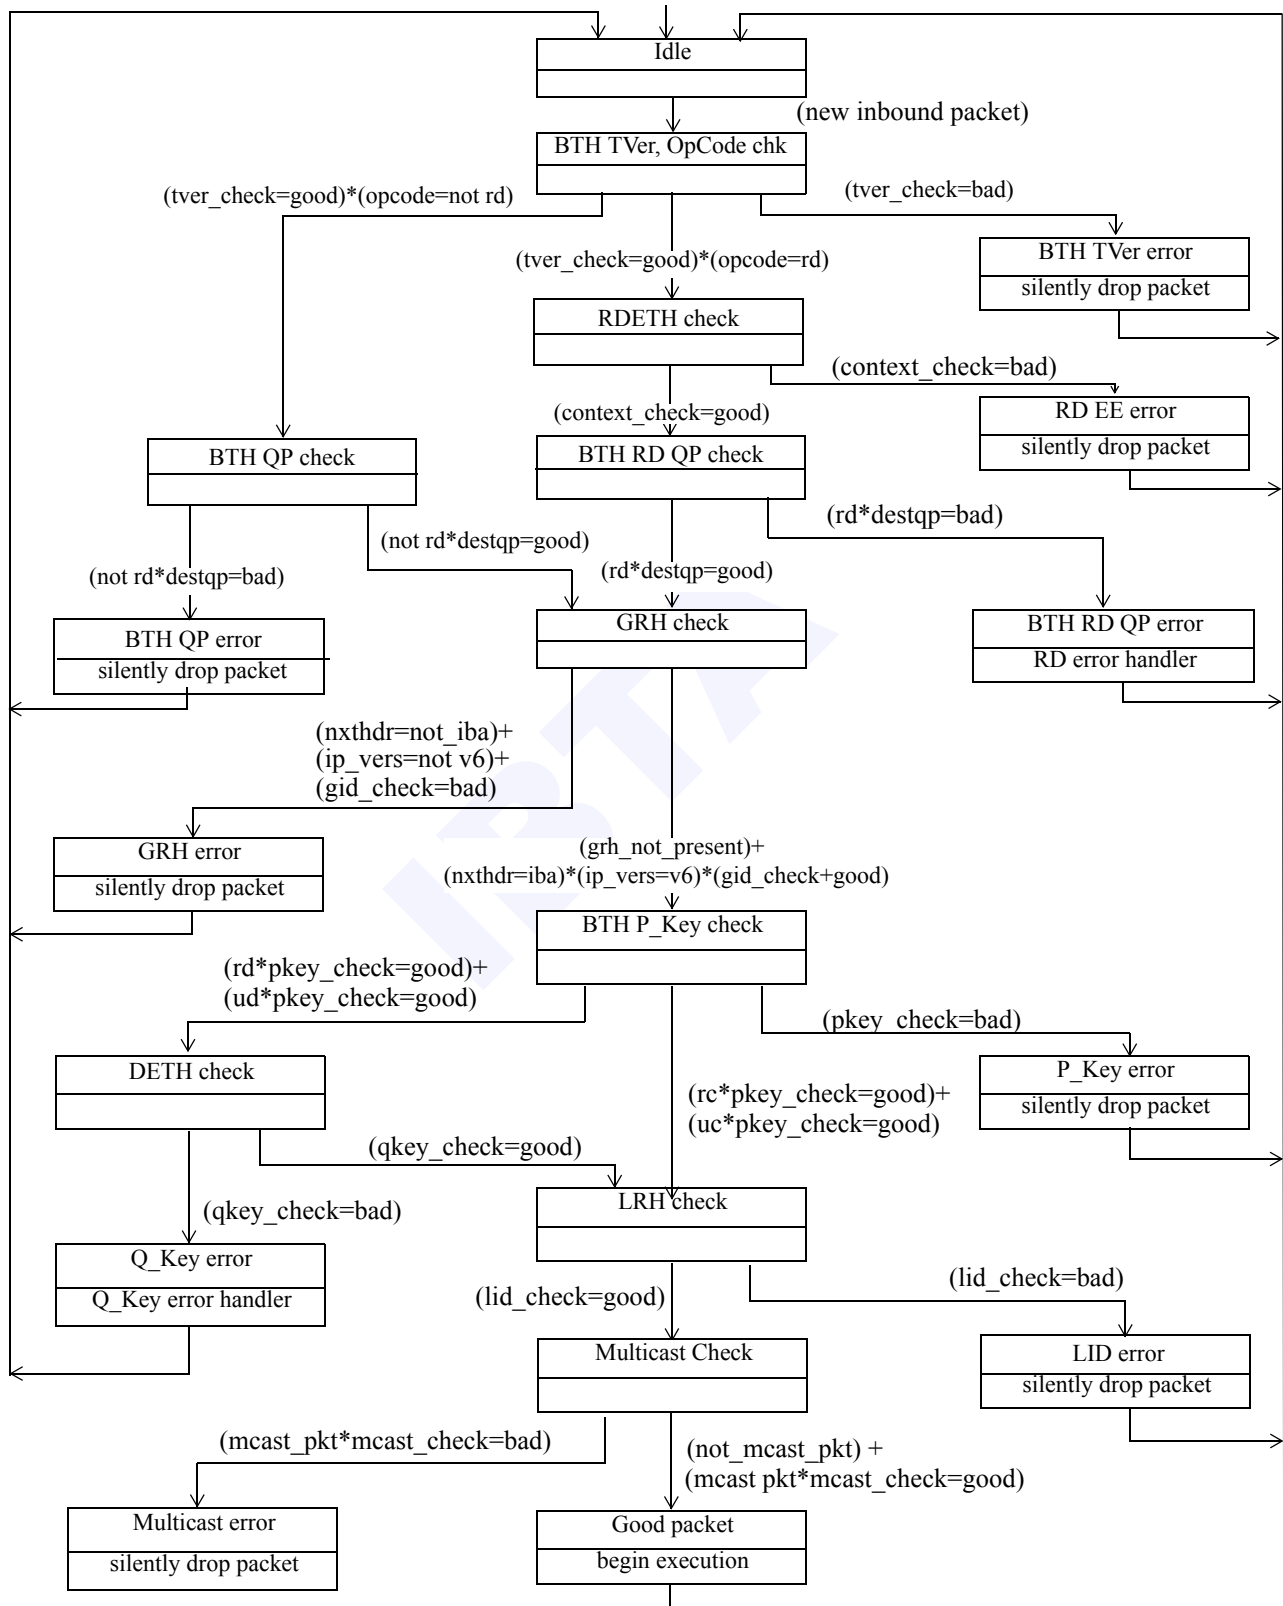 Idle
(new inbound packet)
BTH TVer, OpCode chk
(tver_check=good)*(opcode=not rd)
(tver_check=bad)
(tver_check=good)*(opcode=rd)
BTH TVer error
silently drop packet
RDETH check
(context_check=bad)
(context_check=good)
RD EE error
silently drop packet
BTH QP check
BTH RD QP check
(rd*destqp=bad)
(not rd*destqp=good)
(not rd*destqp=bad)
(rd*destqp=good)
BTH QP error
silently drop packet
GRH check
BTH RD QP error
RD error handler
(nxthdr=not_iba)+
(ip_vers=not v6)+
(gid_check=bad)
GRH error
silently drop packet
(grh_not_present)+
(nxthdr=iba)*(ip_vers=v6)*(gid_check+good)
BTH P_Key check
(rd*pkey_check=good)+
(ud*pkey_check=good)
(pkey_check=bad)
DETH check
P_Key error
silently drop packet
(rc*pkey_check=good)+
(uc*pkey_check=good)
(qkey_check=good)
(qkey_check=bad)
LRH check
Q_Key error
Q_Key error handler
(lid_check=good)
(lid_check=bad)
Multicast Check
LID error
silently drop packet
(mcast_pkt*mcast_check=bad)
(not_mcast_pkt) +
(mcast pkt*mcast_check=good)
Multicast error
silently drop packet
Good packet
begin execution
IBTA